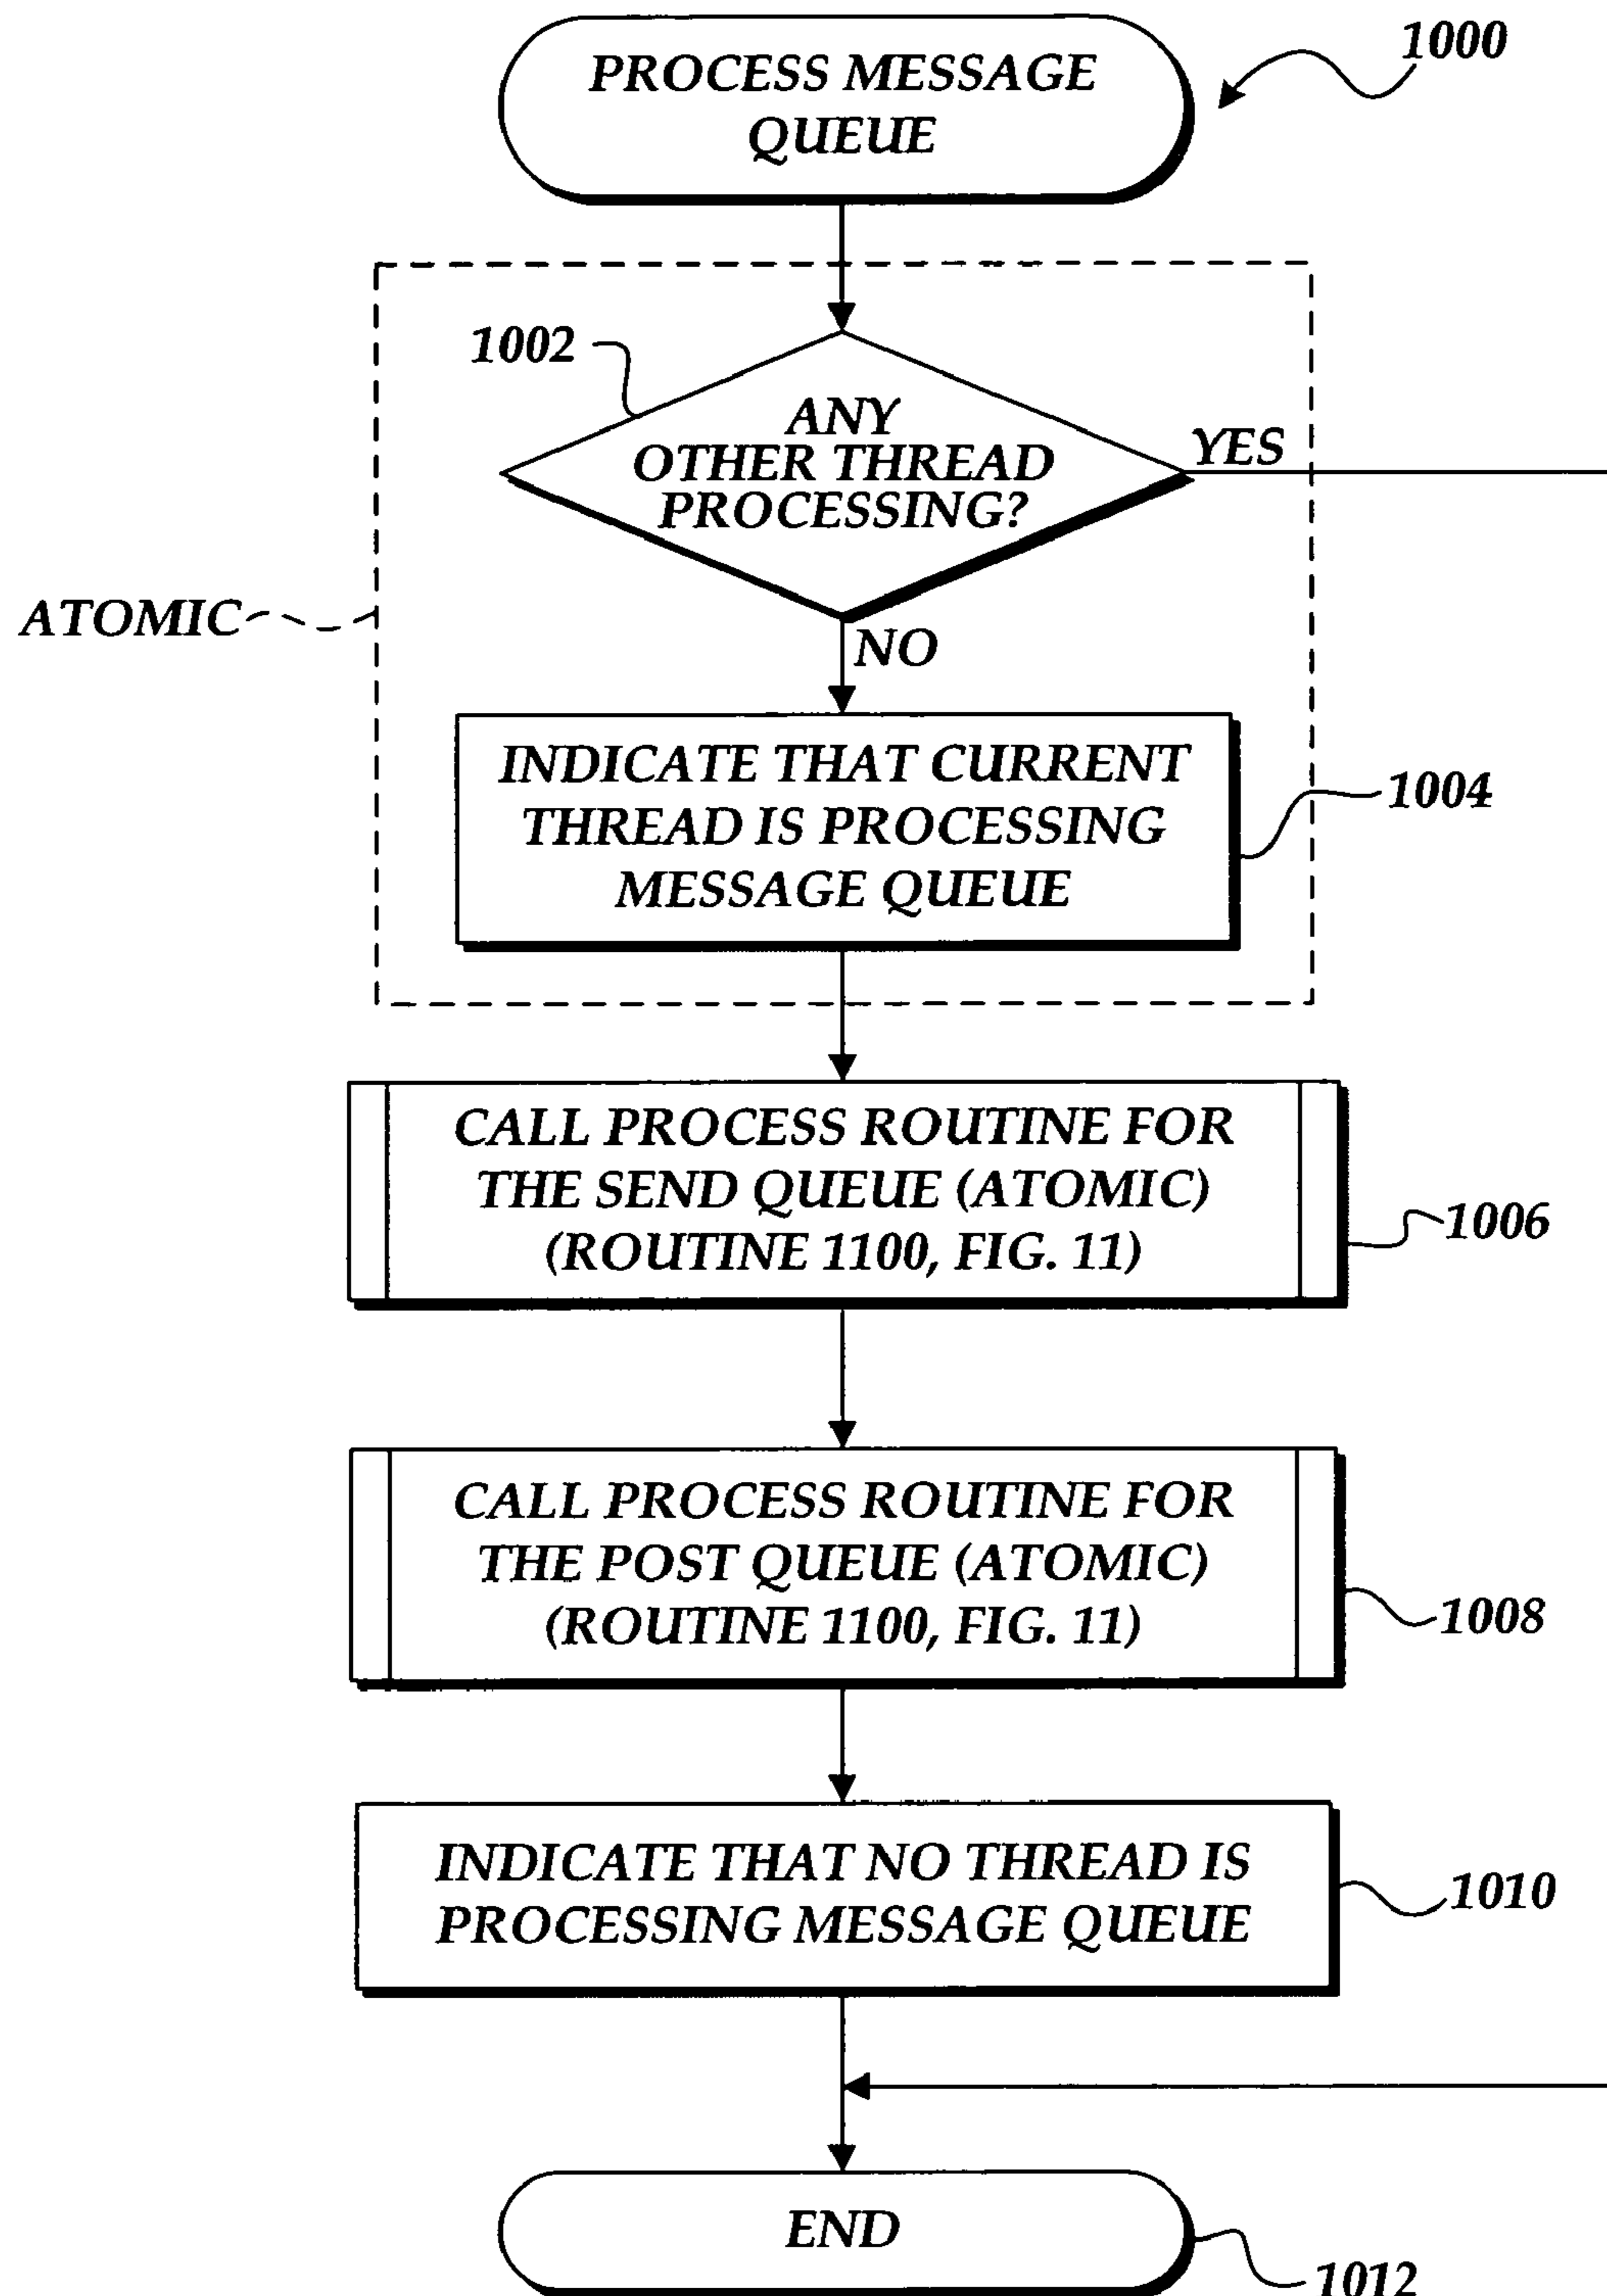 PROCESS MESSAGE
QUEUE
1000
1002
ANY
OTHER THREAD
PROCESSING?
YES
ATOMIC
NO
INDICATE THAT CURRENT
THREAD IS PROCESSING
MESSAGE QUEUE
1004
CALL PROCESS ROUTINE FOR
THE SEND QUEUE (ATOMIC)
(ROUTINE 1100, FIG. 11)
1006
CALL PROCESS ROUTINE FOR
THE POST QUEUE (ATOMIC)
(ROUTINE 1100, FIG. 11)
1008
INDICATE THAT NO THREAD IS
PROCESSING MESSAGE QUEUE
1010
END
1012